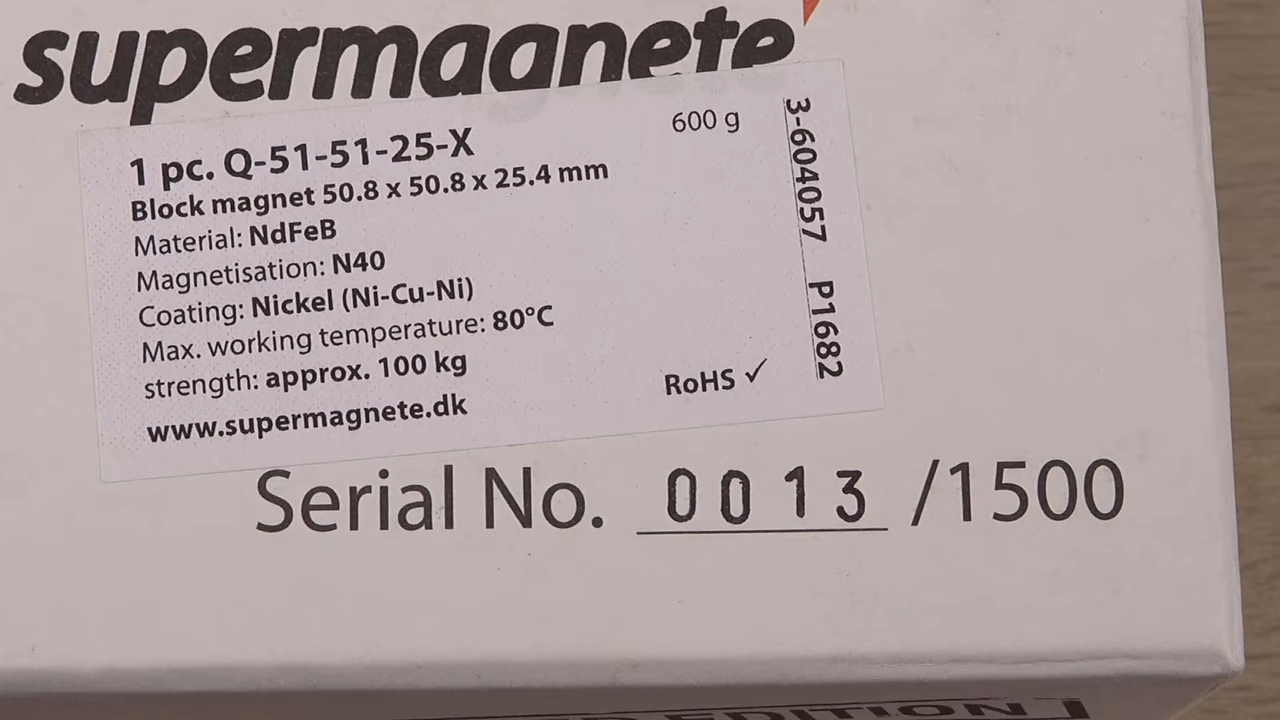 supermagnete
1 pc. Q-51-51-25-X
600 g
Block magnet 50.8 x 50.8 x 25.4 mm
Material: NdFeB
Magnetisation: N40
Coating: Nickel (Ni-Cu-Ni)
Max. working temperature: 80°C
strength: approx. 100 kg
RoHS ✓
www.supermagnete.dk
3-604057 P1682
Serial No. 0013 /1500
EDITION